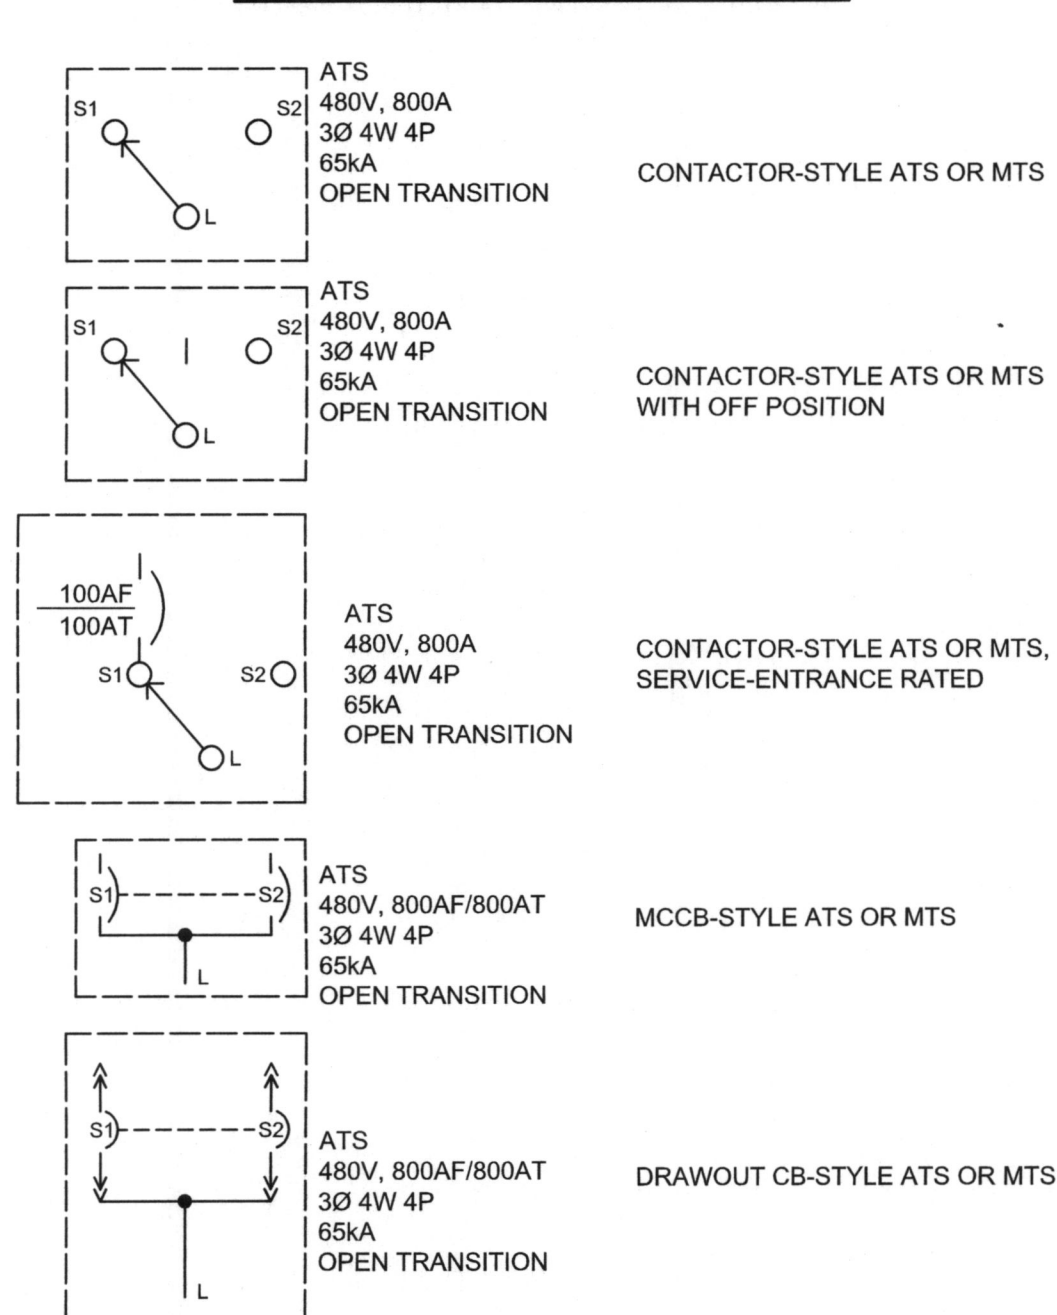 ATS
S1
S2
480V, 800A
3Ø 4W 4P
65kA
OPEN TRANSITION
L
CONTACTOR-STYLE ATS OR MTS
ATS
S1
S2
480V, 800A
3Ø 4W 4P
65kA
OPEN TRANSITION
L
CONTACTOR-STYLE ATS OR MTS
WITH OFF POSITION
100AF
100AT
S1
S2
L
ATS
480V, 800A
3Ø 4W 4P
65kA
OPEN TRANSITION
CONTACTOR-STYLE ATS OR MTS,
SERVICE-ENTRANCE RATED
S1
S2
L
ATS
480V, 800AF/800AT
3Ø 4W 4P
65kA
OPEN TRANSITION
MCCB-STYLE ATS OR MTS
S1
S2
L
ATS
480V, 800AF/800AT
3Ø 4W 4P
65kA
OPEN TRANSITION
DRAWOUT CB-STYLE ATS OR MTS